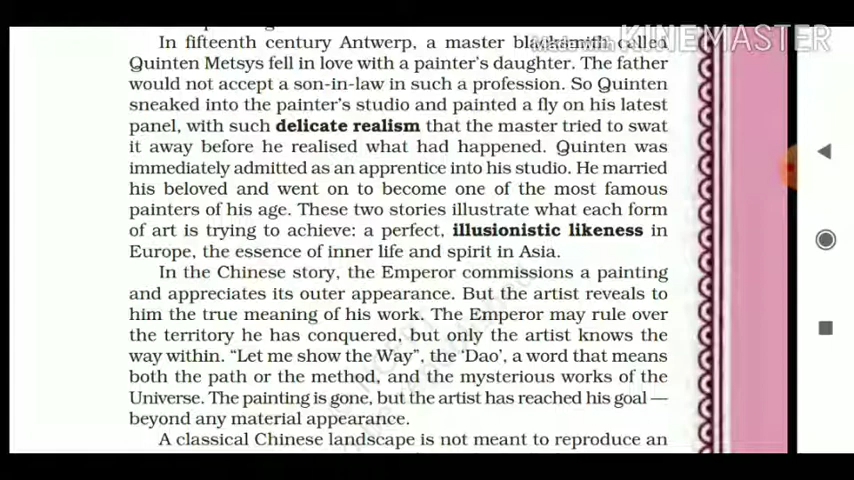 Made with KINEMASTER
In fifteenth century Antwerp, a master blacksmith called
Quinten Metsys fell in love with a painter's daughter. The father
would not accept a son-in-law in such a profession. So Quinten
sneaked into the painter's studio and painted a fly on his latest
panel, with such delicate realism that the master tried to swat
it away before he realised what had happened. Quinten was
immediately admitted as an apprentice into his studio. He married
his beloved and went on to become one of the most famous
painters of his age. These two stories illustrate what each form
of art is trying to achieve: a perfect, illusionistic likeness in
Europe, the essence of inner life and spirit in Asia.
In the Chinese story, the Emperor commissions a painting
and appreciates its outer appearance. But the artist reveals to
him the true meaning of his work. The Emperor may rule over
the territory he has conquered, but only the artist knows the
way within. “Let me show the Way”, the ‘Dao’, a word that means
both the path or the method, and the mysterious works of the
Universe. The painting is gone, but the artist has reached his goal —
beyond any material appearance.
A classical Chinese landscape is not meant to reproduce an